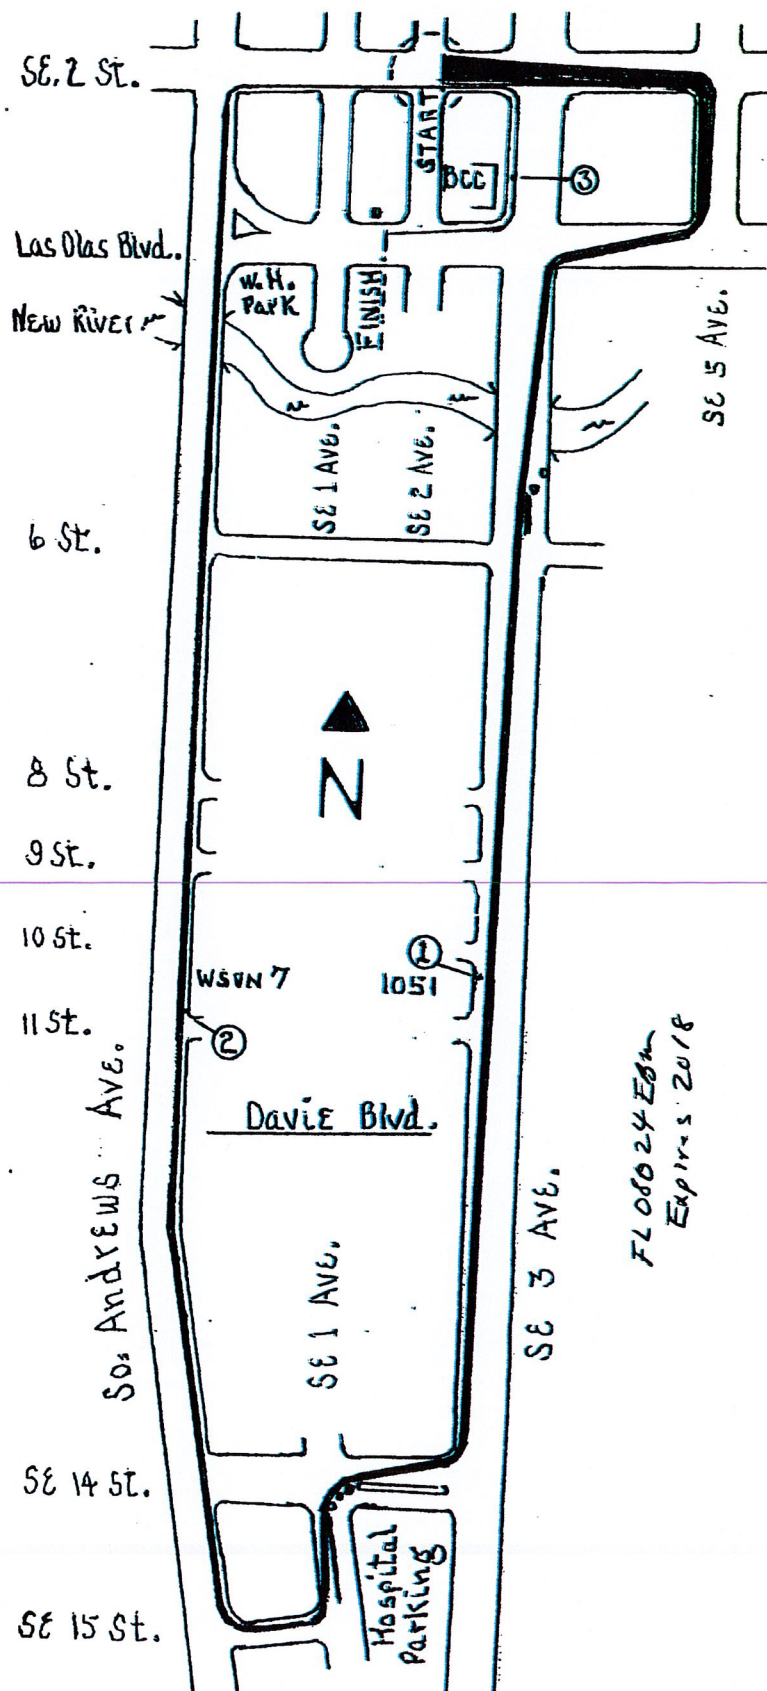 SE. 2 St.
START
BCC
3
Las Olas Blvd.
W.H.
Park
FINISH
New River
SE 5 AVE.
SE 1 AVE.
SE 2 AVE.
6 St.
N
8 St.
9 St.
10 St.
1
WSVN 7
1051
11 St.
2
Davie Blvd.
So. Andrews Ave.
SE 1 AVE.
SE 3 AVE.
FL 08024 EBM
Expires 2018
SE 14 St.
Hospital
Parking
SE 15 St.